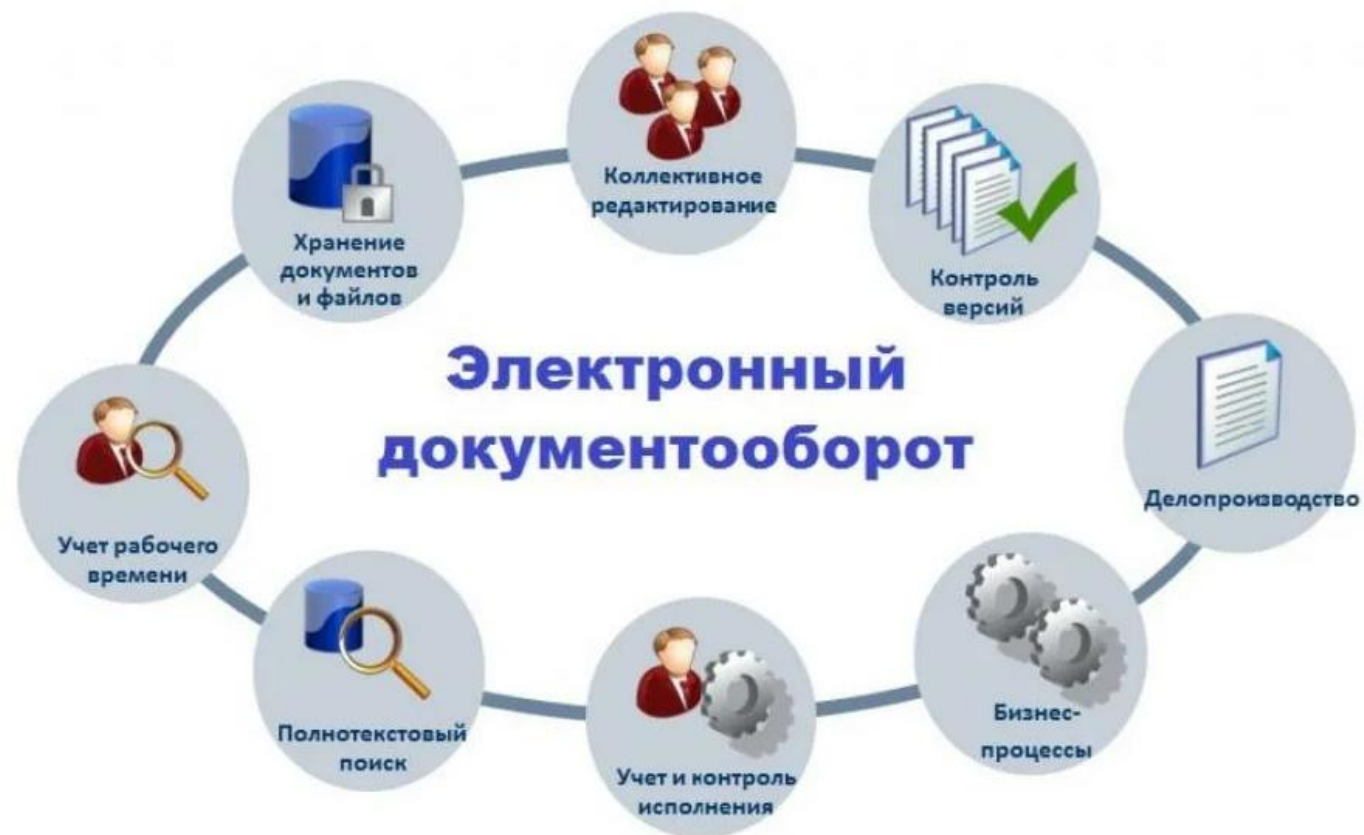 Коллективное
редактирование
Контроль
версий
Хранение
документов
и файлов
Электронный
документооборот
Делопроизводство
Учет рабочего
времени
Бизнес-
процессы
Полнотекстовый
поиск
Учет и контроль
исполнения